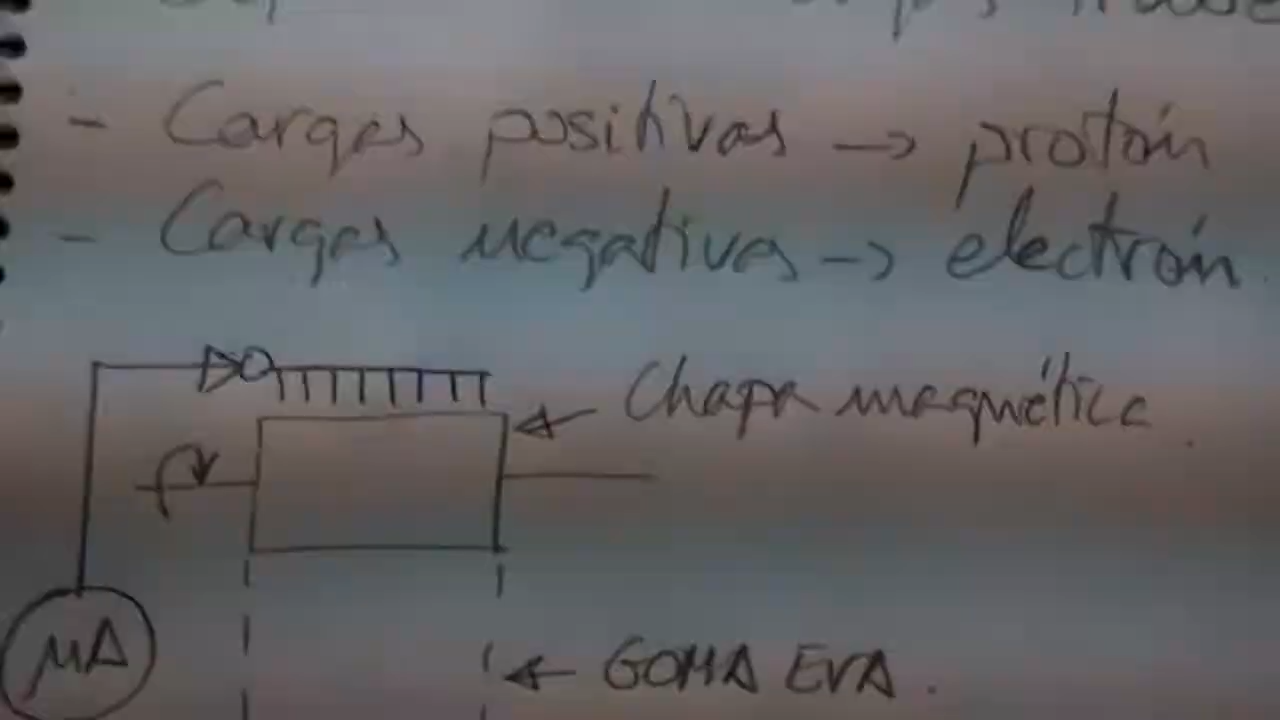 - Cargas positivas → protón
- Cargas negativas → electrón
Chapa magnética.
μA
GOMA EVA.